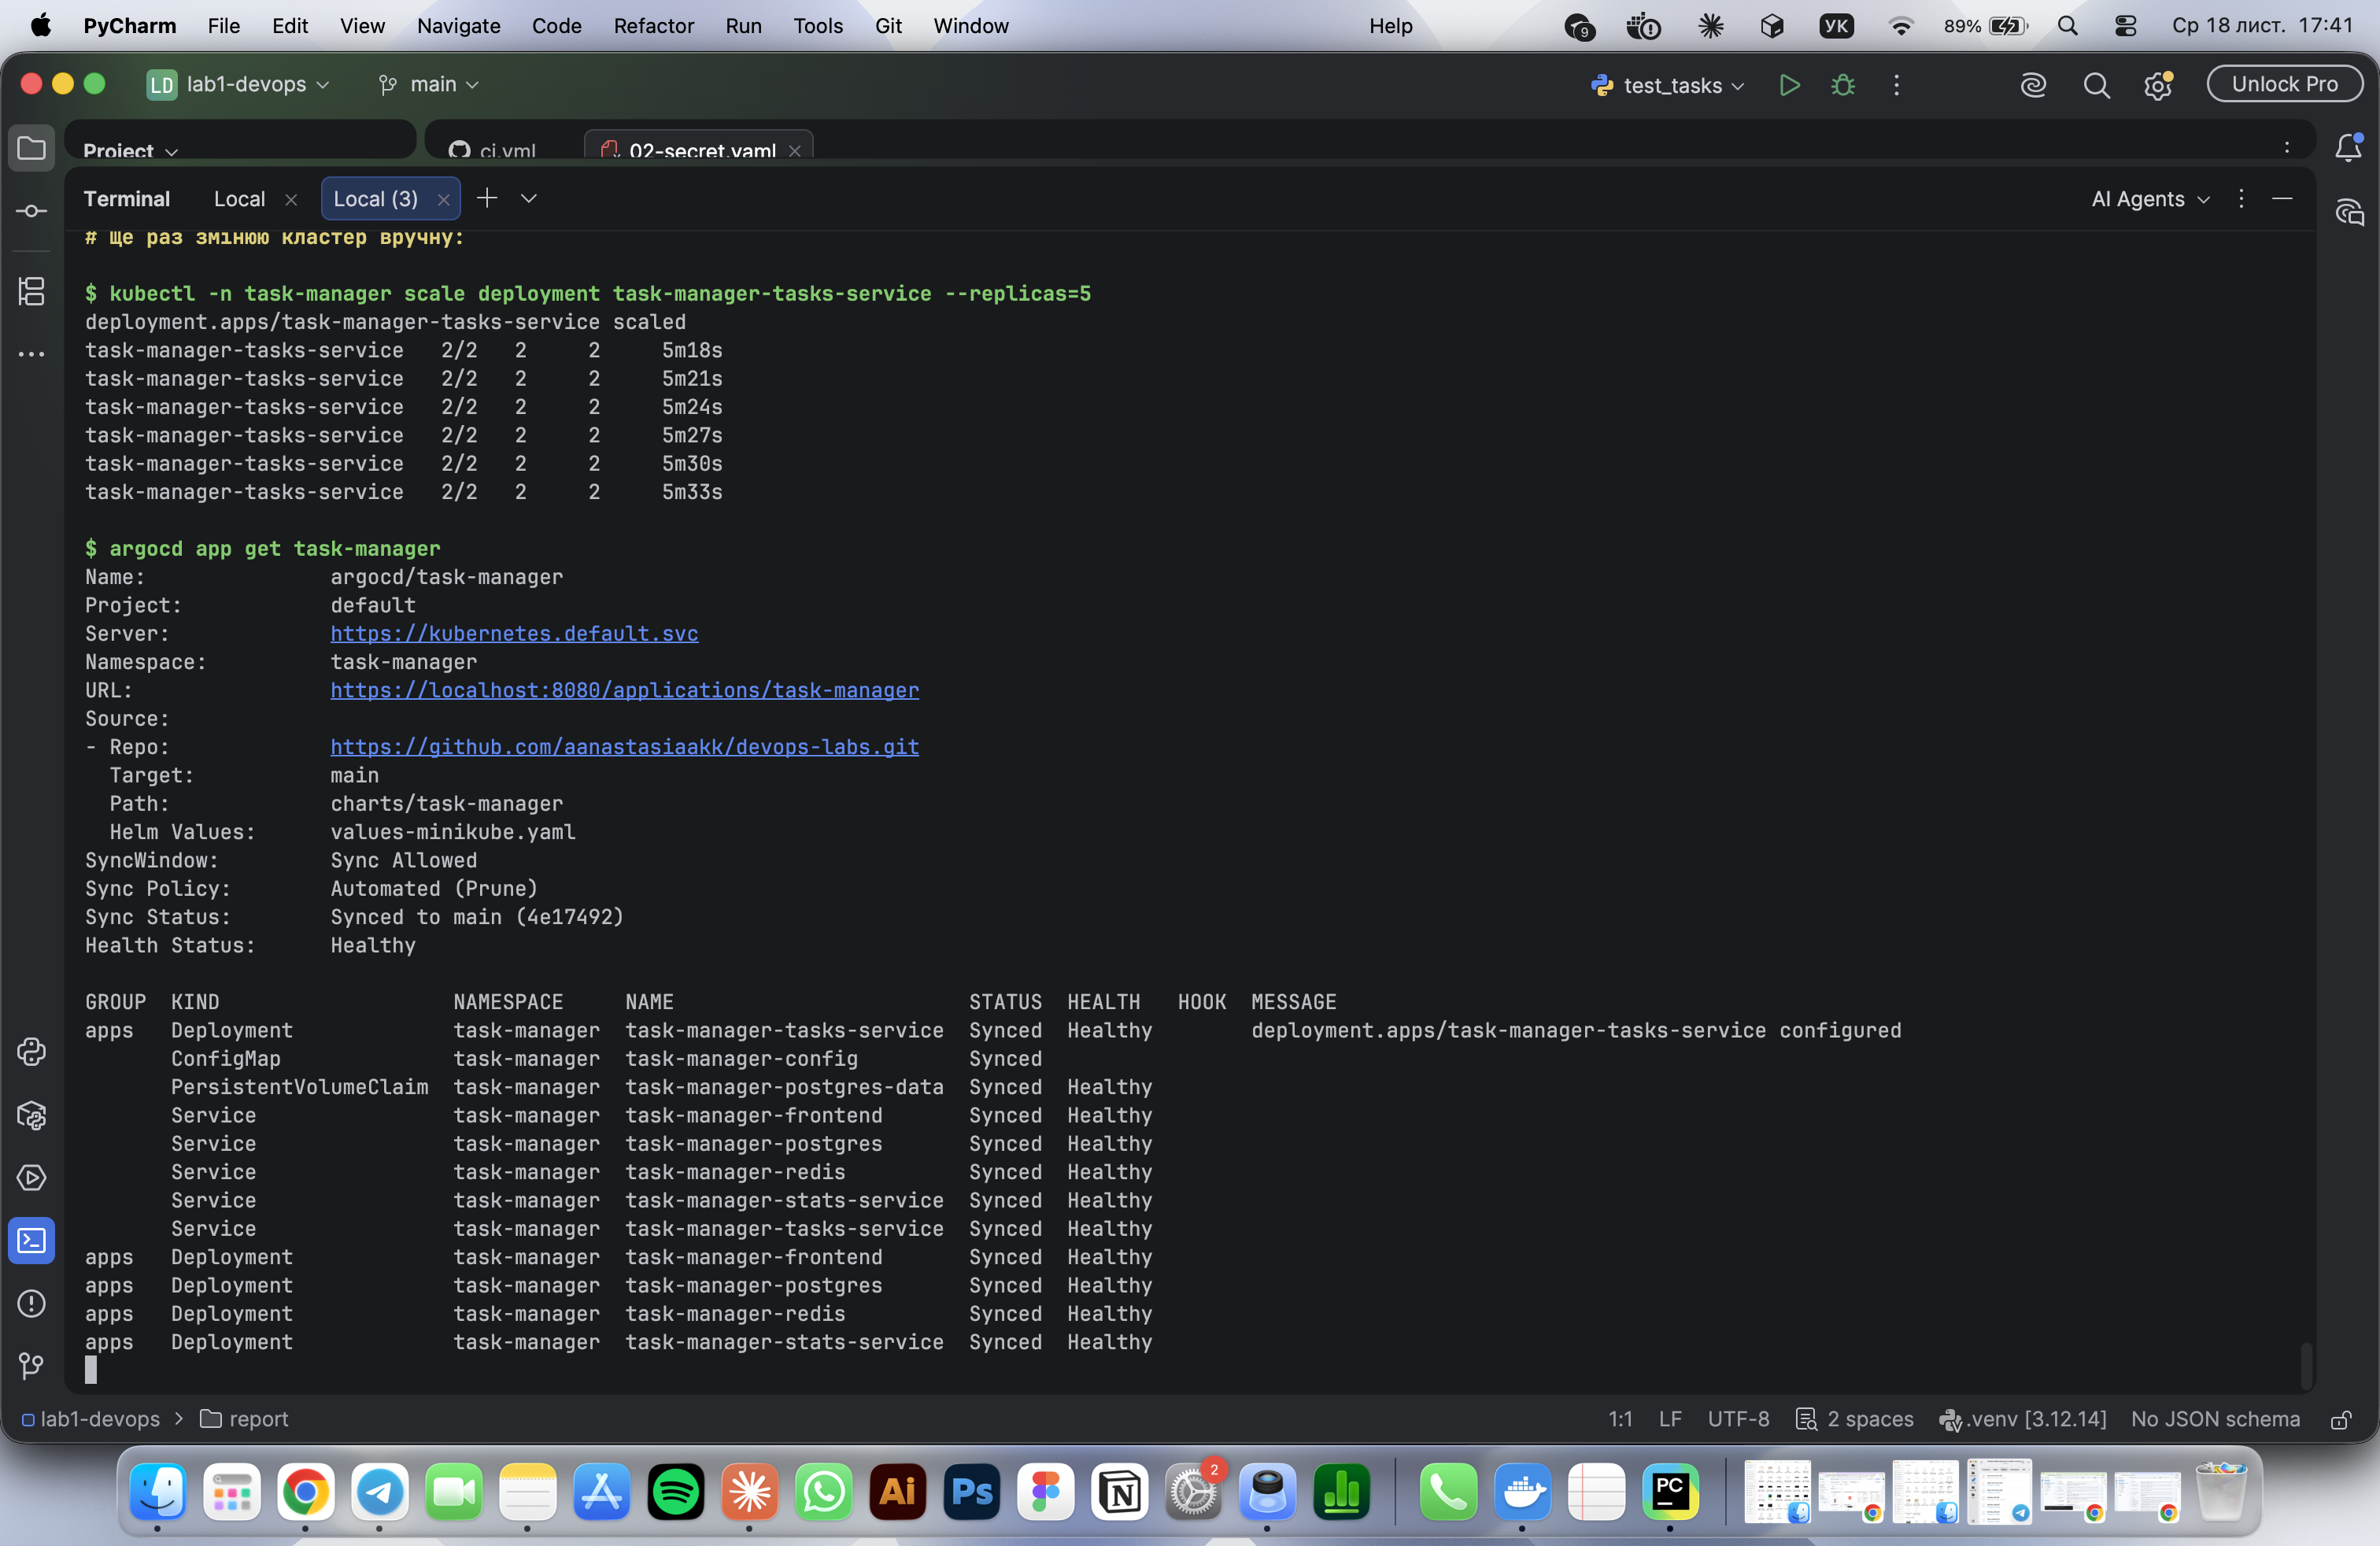 PyCharm File Edit View Navigate Code Refactor Run Tools Git Window Help 9 УК 89% Ср 18 лист. 17:41
LD lab1-devops main test_tasks Unlock Pro
Project ci.yml 02-secret.yaml
Terminal Local Local (3) AI Agents
# Ще раз змінюю кластер вручну:
$ kubectl -n task-manager scale deployment task-manager-tasks-service --replicas=5
deployment.apps/task-manager-tasks-service scaled
task-manager-tasks-service 2/2 2 2 5m18s
task-manager-tasks-service 2/2 2 2 5m21s
task-manager-tasks-service 2/2 2 2 5m24s
task-manager-tasks-service 2/2 2 2 5m27s
task-manager-tasks-service 2/2 2 2 5m30s
task-manager-tasks-service 2/2 2 2 5m33s
$ argocd app get task-manager
Name: argocd/task-manager
Project: default
Server: https://kubernetes.default.svc
Namespace: task-manager
URL: https://localhost:8080/applications/task-manager
Source:
- Repo: https://github.com/aanastasiaakk/devops-labs.git
Target: main
Path: charts/task-manager
Helm Values: values-minikube.yaml
SyncWindow: Sync Allowed
Sync Policy: Automated (Prune)
Sync Status: Synced to main (4e17492)
Health Status: Healthy
GROUP KIND NAMESPACE NAME STATUS HEALTH HOOK MESSAGE
apps Deployment task-manager task-manager-tasks-service Synced Healthy deployment.apps/task-manager-tasks-service configured
ConfigMap task-manager task-manager-config Synced
PersistentVolumeClaim task-manager task-manager-postgres-data Synced Healthy
Service task-manager task-manager-frontend Synced Healthy
Service task-manager task-manager-postgres Synced Healthy
Service task-manager task-manager-redis Synced Healthy
Service task-manager task-manager-stats-service Synced Healthy
Service task-manager task-manager-tasks-service Synced Healthy
apps Deployment task-manager task-manager-frontend Synced Healthy
apps Deployment task-manager task-manager-postgres Synced Healthy
apps Deployment task-manager task-manager-redis Synced Healthy
apps Deployment task-manager task-manager-stats-service Synced Healthy
lab1-devops > report 1:1 LF UTF-8 2 spaces .venv [3.12.14] No JSON schema
Ai Ps N 2 PC